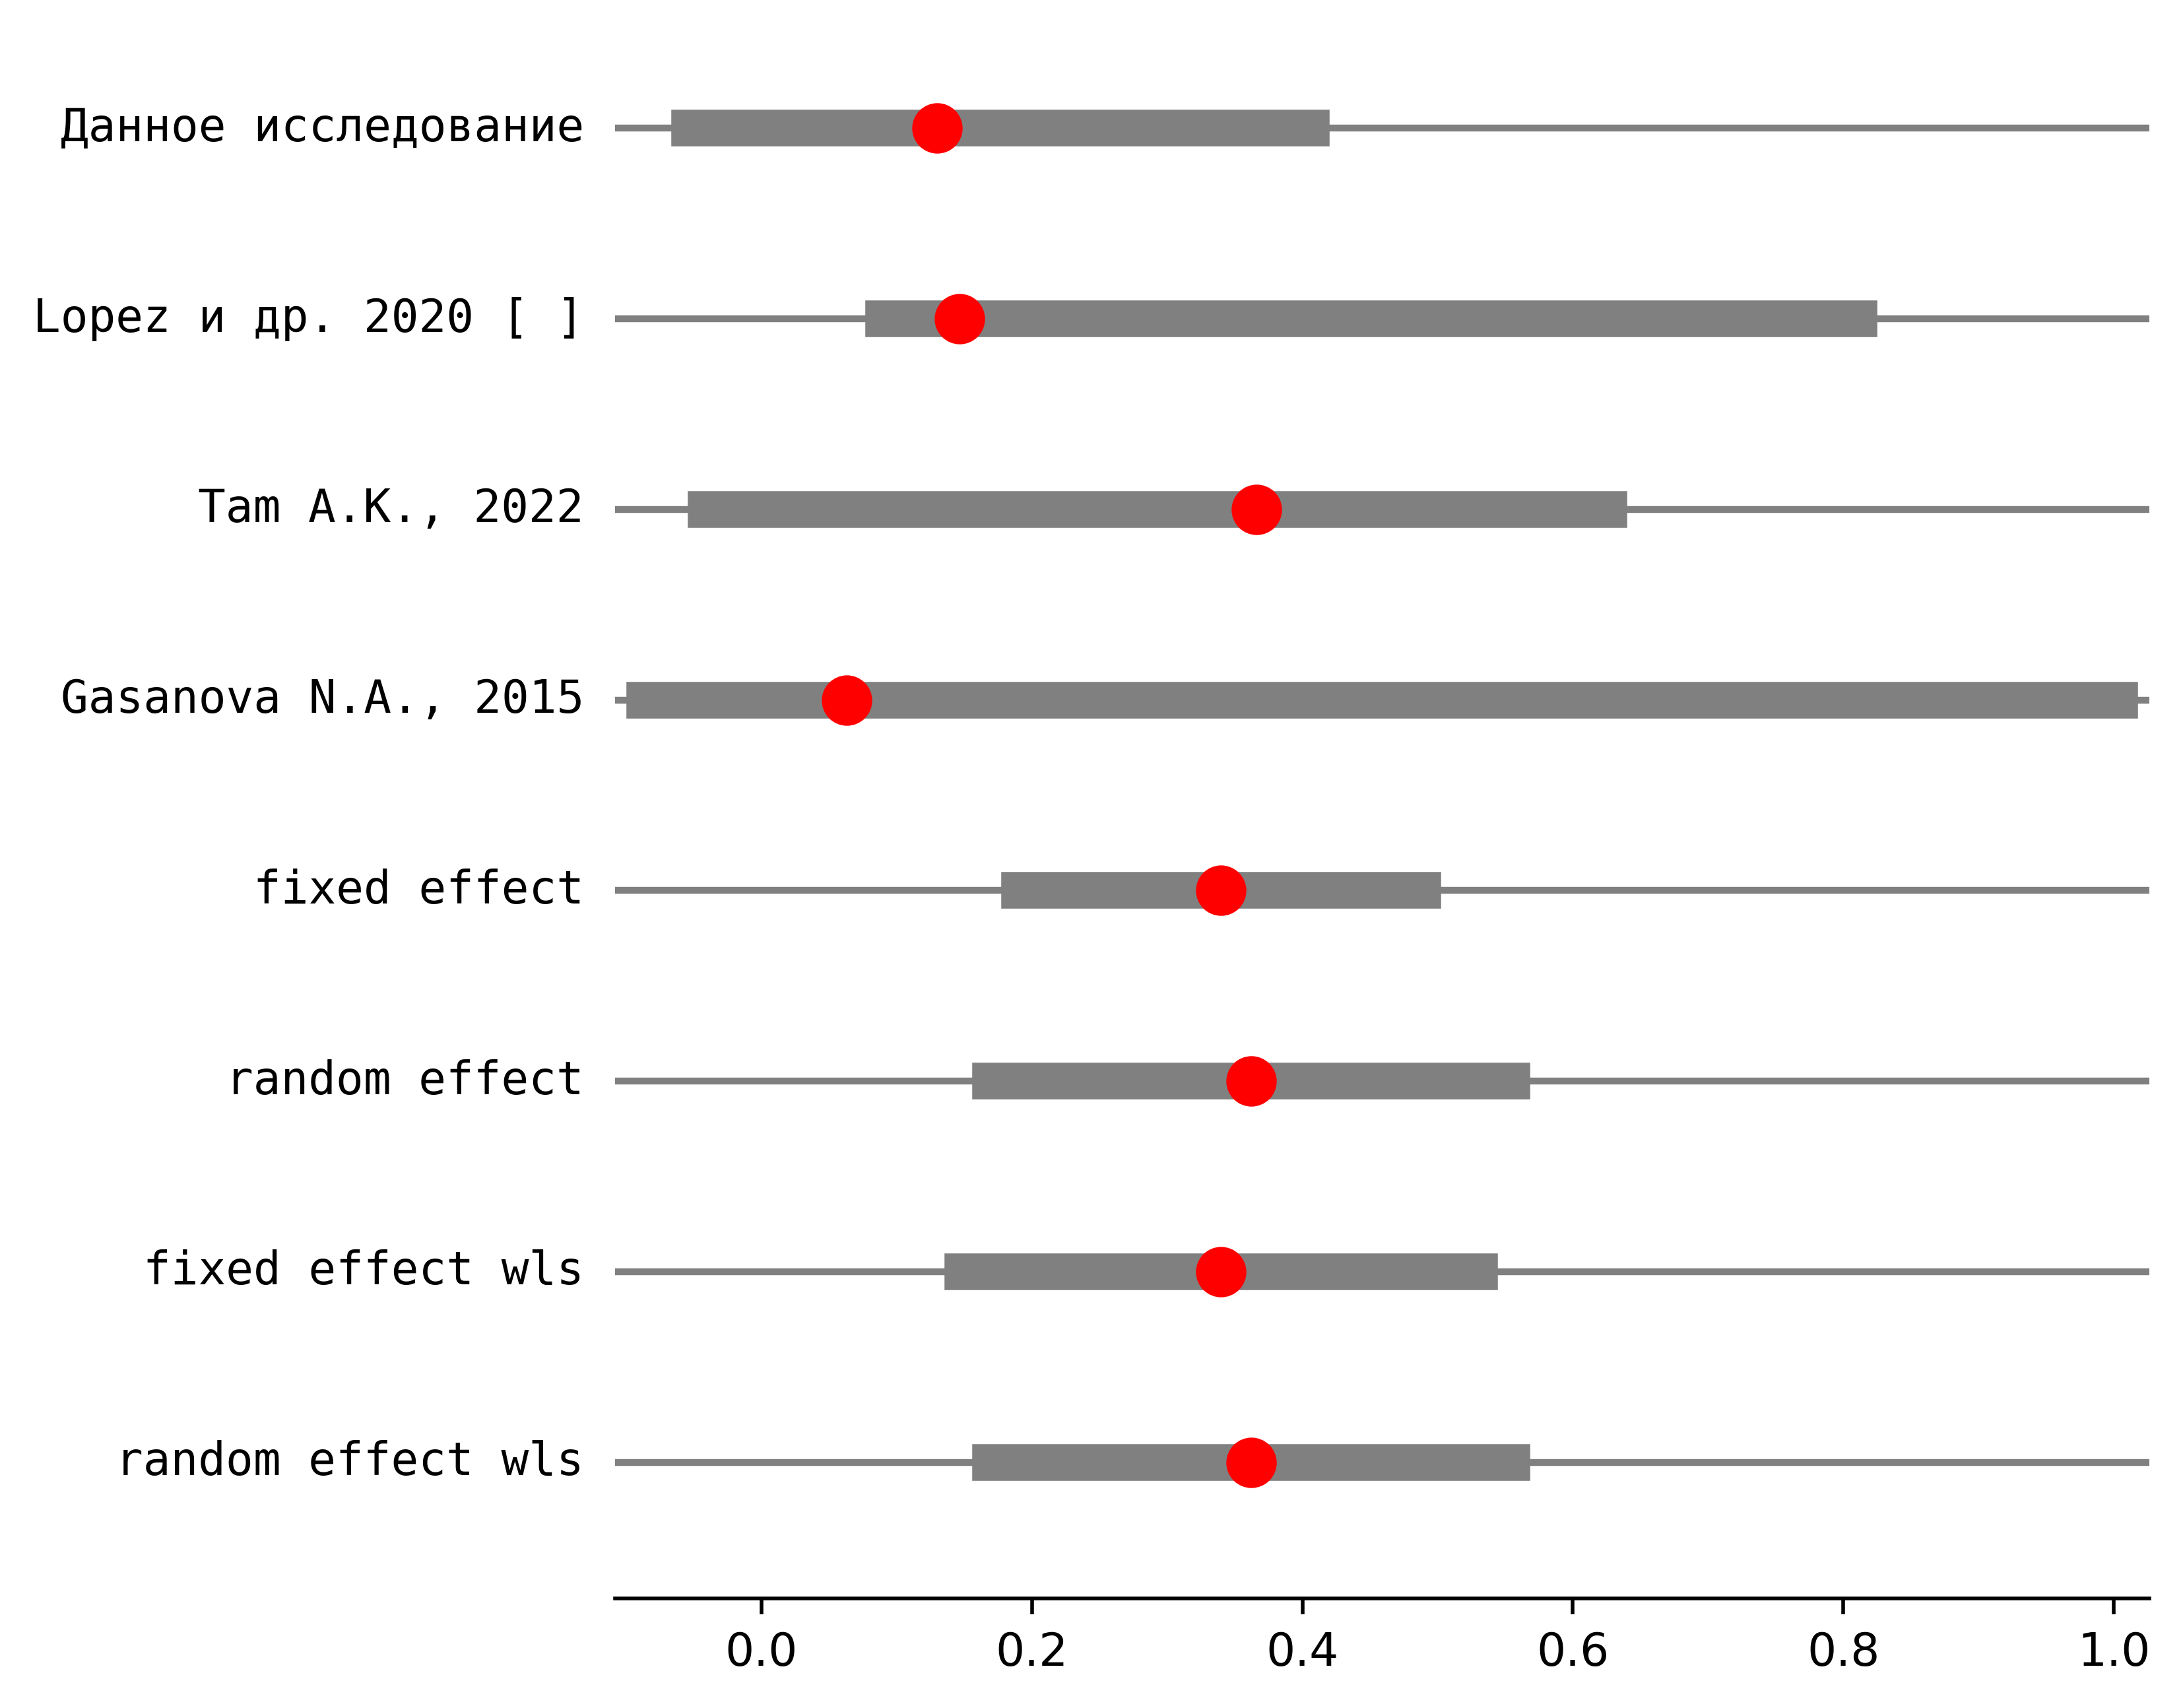 Данное исследование
Lopez и др. 2020 [ ]
Tam A.K., 2022
Gasanova N.A., 2015
fixed effect
random effect
fixed effect wls
random effect wls
0.0 0.2 0.4 0.6 0.8 1.0